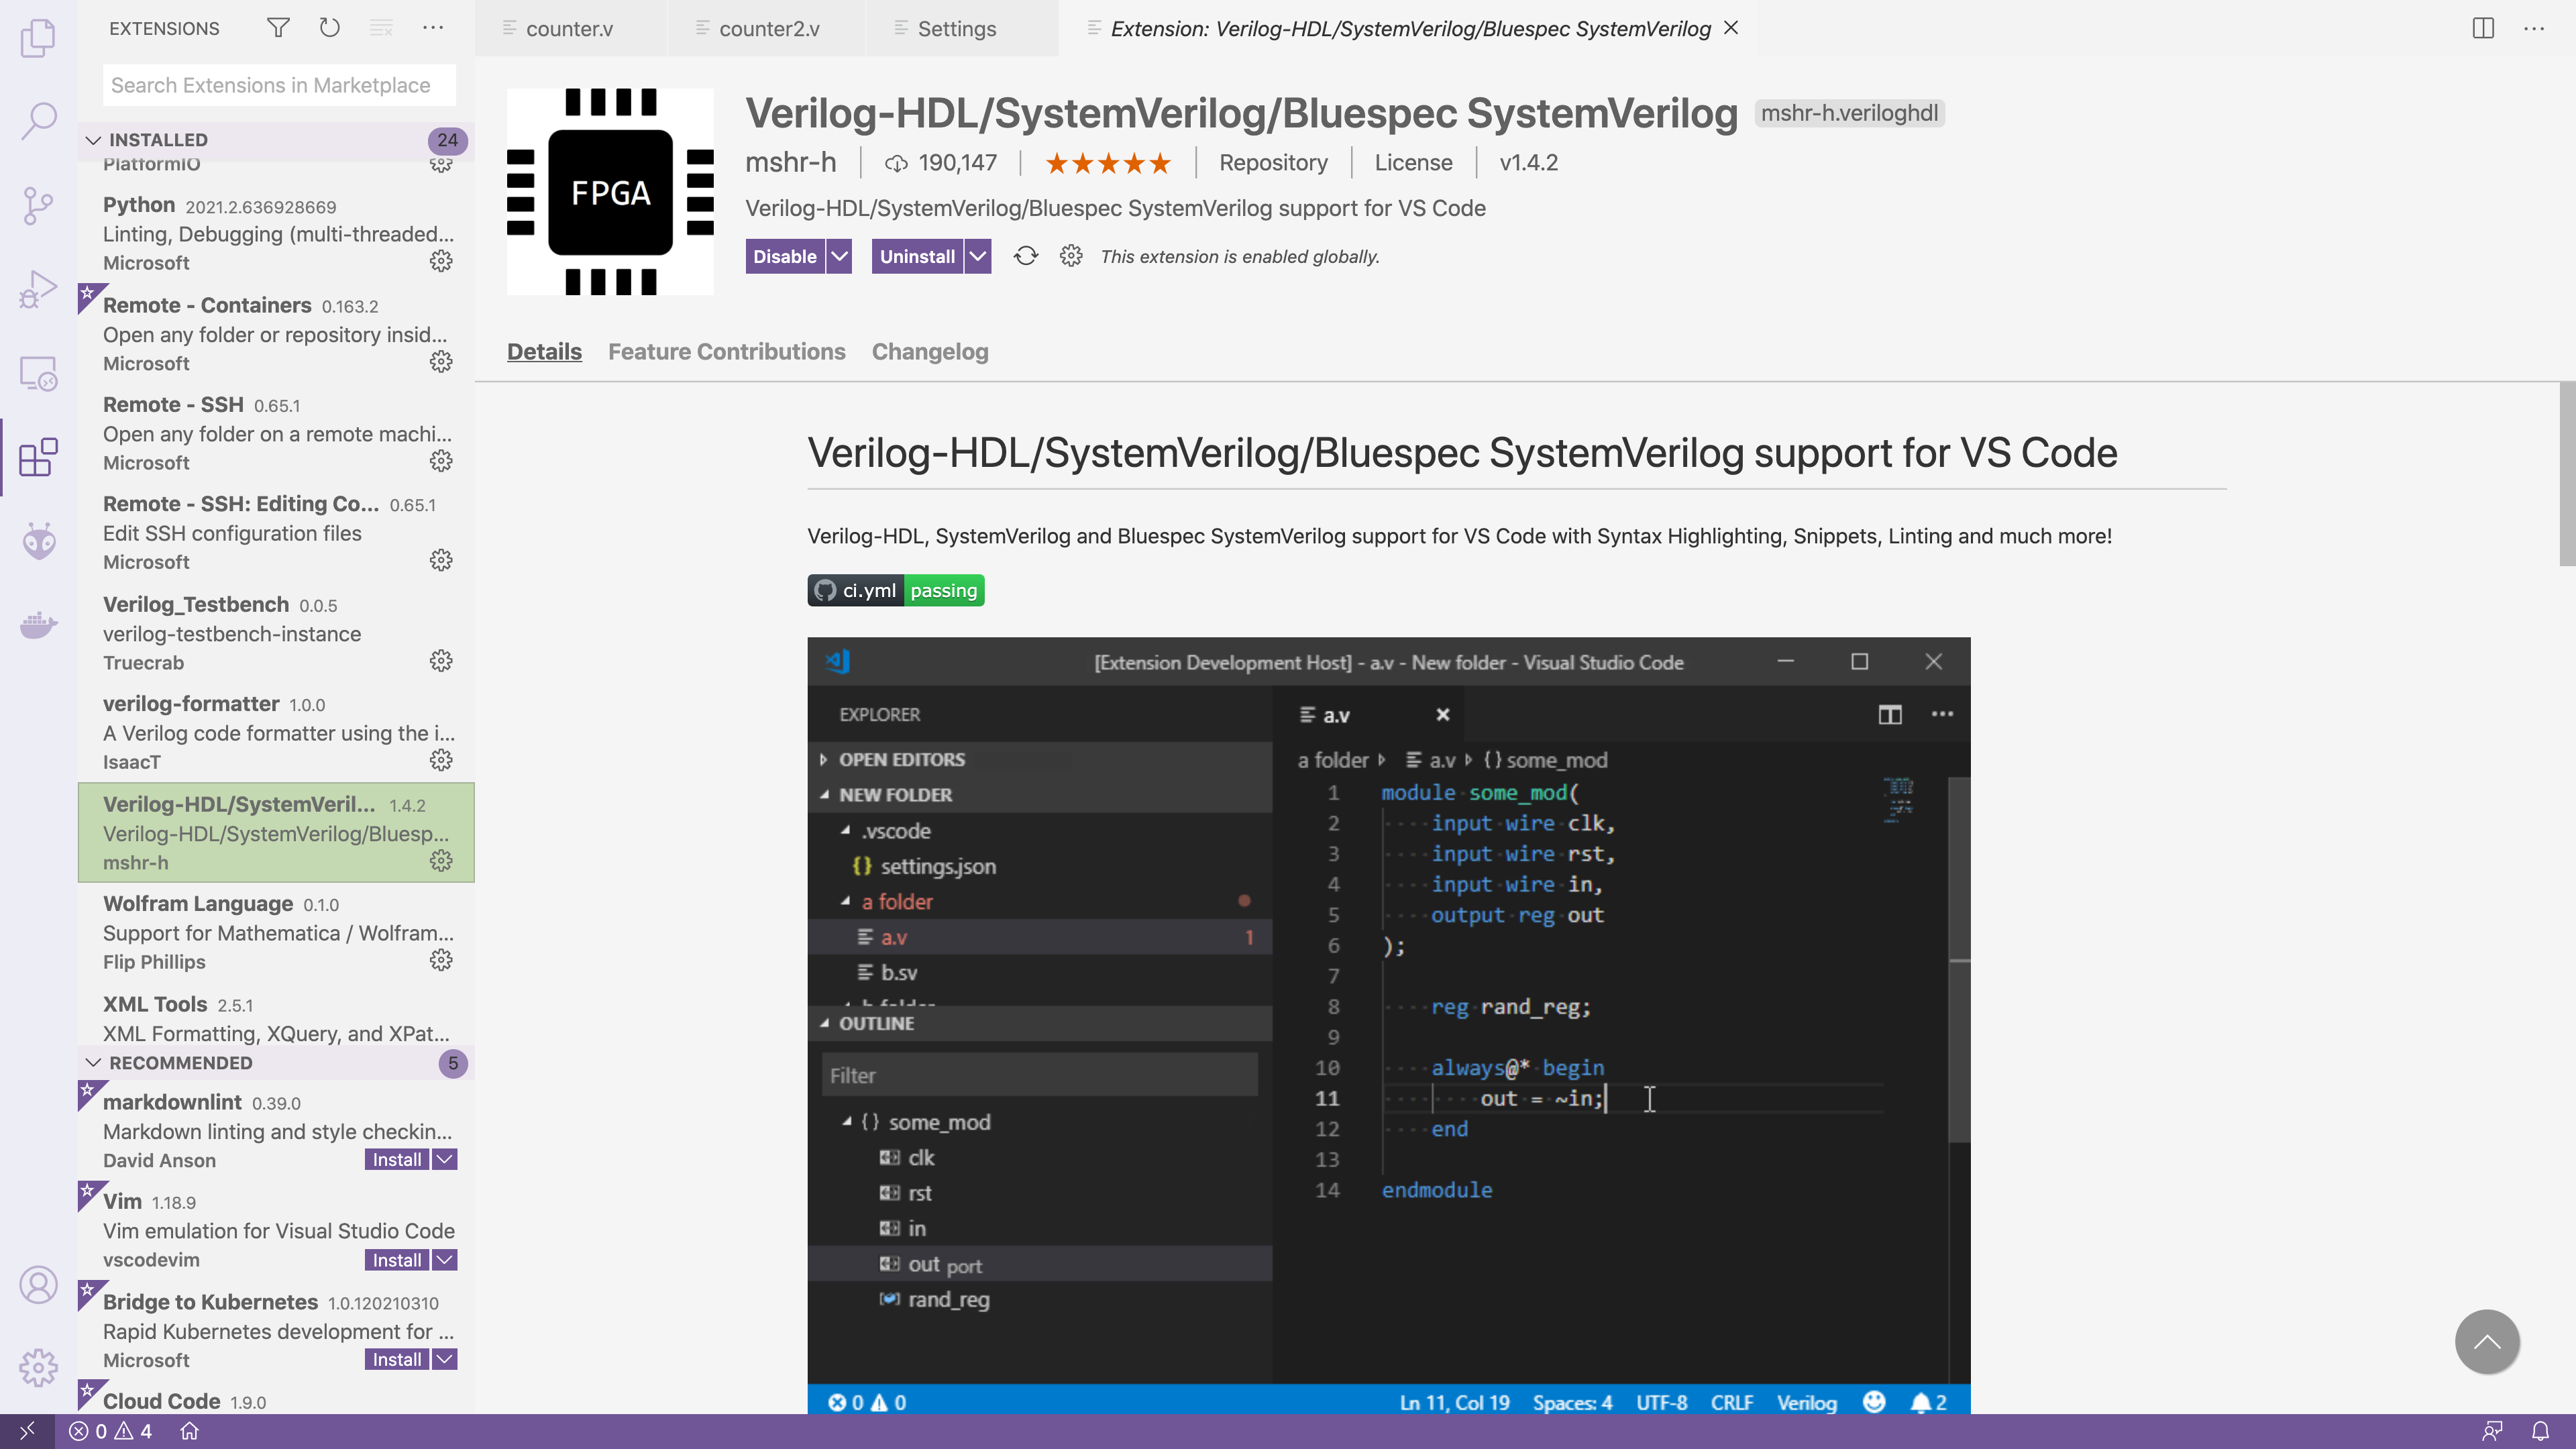 EXTENSIONS
Search Extensions in Marketplace
INSTALLED 24
PlatformIO
Python 2021.2.636928669
Linting, Debugging (multi-threaded...
Microsoft
Remote - Containers 0.163.2
Open any folder or repository insid...
Microsoft
Remote - SSH 0.65.1
Open any folder on a remote machi...
Microsoft
Remote - SSH: Editing Co... 0.65.1
Edit SSH configuration files
Microsoft
Verilog_Testbench 0.0.5
verilog-testbench-instance
Truecrab
verilog-formatter 1.0.0
A Verilog code formatter using the i...
IsaacT
Verilog-HDL/SystemVeril... 1.4.2
Verilog-HDL/SystemVerilog/Bluesp...
mshr-h
Wolfram Language 0.1.0
Support for Mathematica / Wolfram...
Flip Phillips
XML Tools 2.5.1
XML Formatting, XQuery, and XPat...
RECOMMENDED 5
markdownlint 0.39.0
Markdown linting and style checkin...
David Anson Install
Vim 1.18.9
Vim emulation for Visual Studio Code
vscodevim Install
Bridge to Kubernetes 1.0.120210310
Rapid Kubernetes development for ...
Microsoft Install
Cloud Code 1.9.0
counter.v counter2.v Settings Extension: Verilog-HDL/SystemVerilog/Bluespec SystemVerilog
FPGA
Verilog-HDL/SystemVerilog/Bluespec SystemVerilog mshr-h.veriloghdl
mshr-h 190,147 ★★★★★ Repository License v1.4.2
Verilog-HDL/SystemVerilog/Bluespec SystemVerilog support for VS Code
Disable Uninstall This extension is enabled globally.
Details Feature Contributions Changelog
Verilog-HDL/SystemVerilog/Bluespec SystemVerilog support for VS Code
Verilog-HDL, SystemVerilog and Bluespec SystemVerilog support for VS Code with Syntax Highlighting, Snippets, Linting and much more!
ci.yml passing
[Extension Development Host] - a.v - New folder - Visual Studio Code
EXPLORER
OPEN EDITORS
NEW FOLDER
.vscode
{} settings.json
a folder
a.v 1
b.sv
OUTLINE
Filter
{} some_mod
clk
rst
in
out port
rand_reg
a.v
a folder a.v {} some_mod
1 module some_mod(
2 input wire clk,
3 input wire rst,
4 input wire in,
5 output reg out
6 );
7
8 reg rand_reg;
9
10 always@* begin
11 out = ~in;
12 end
13
14 endmodule
0 0 Ln 11, Col 19 Spaces: 4 UTF-8 CRLF Verilog 2
0 4